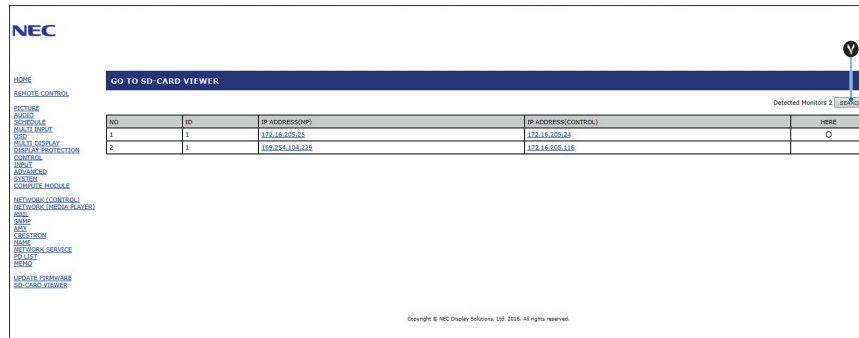 NEC
٧
HOME
REMOTE CONTROL
PICTURE
AUDIO
SCHEDULE
MULTI INPUT
OSD
MULTI DISPLAY
DISPLAY PROTECTION
CONTROL
INPUT
ADVANCED
SYSTEM
COMPUTE MODULE
NETWORK (CONTROL)
NETWORK (MEDIA PLAYER)
MAIL
SNMP
AMX
CRESTRON
NAME
NETWORK SERVICE
PD LIST
MEMO
UPDATE FIRMWARE
SD-CARD VIEWER
GO TO SD-CARD VIEWER
Detected Monitors 2 SEARCH
NO ID IP ADDRESS(MP) IP ADDRESS(CONTROL) HERE
1 1 172.16.205.25 172.16.205.24 O
2 1 169.254.104.229 172.16.205.116
Copyright © NEC Display Solutions, Ltd. 2016. All rights reserved.